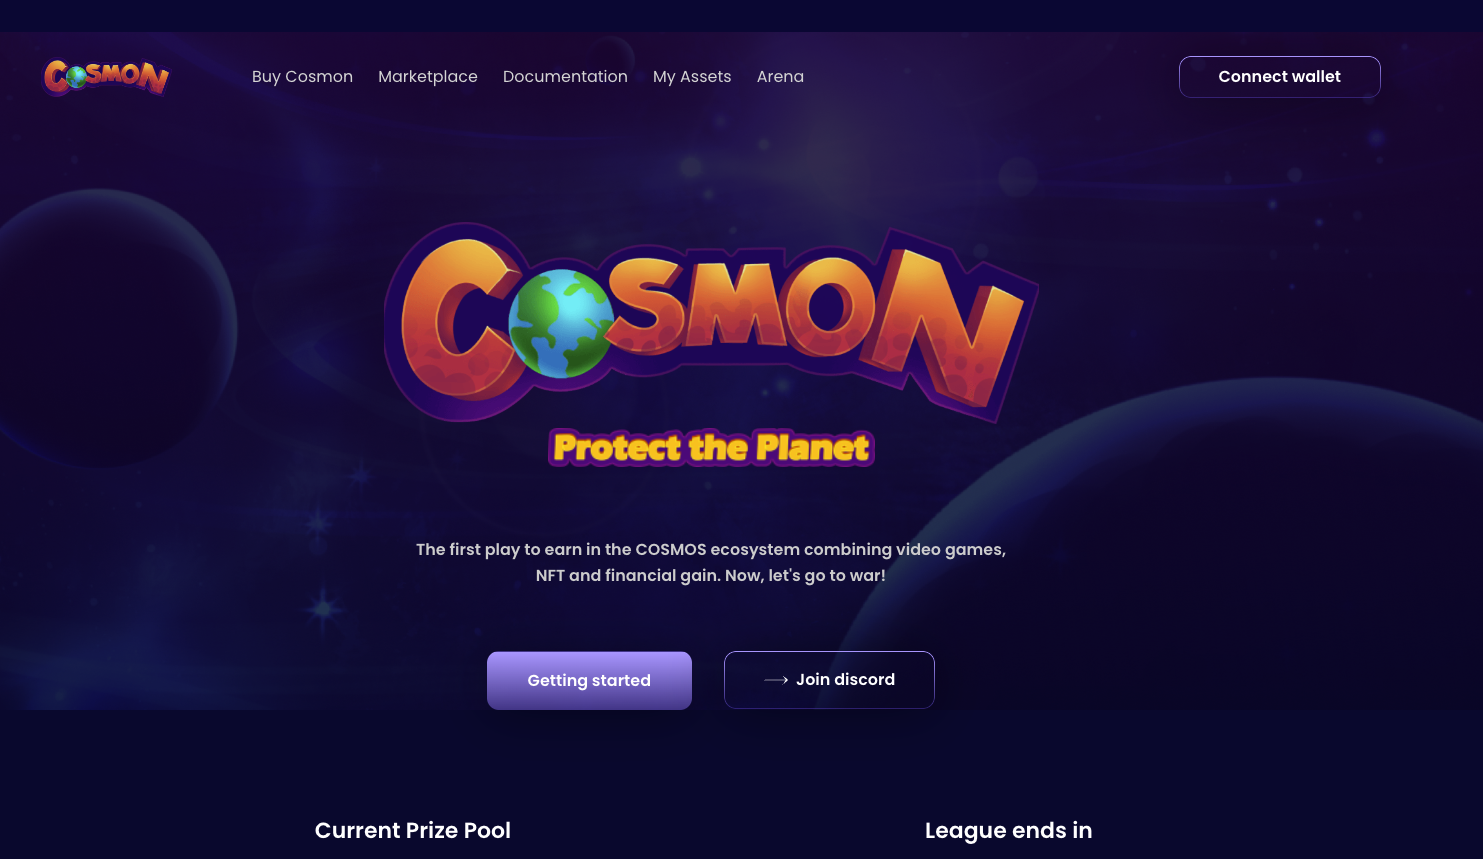 COSMON
Buy Cosmon Marketplace Documentation My Assets Arena
Connect wallet
COSMON
Protect the Planet
The first play to earn in the COSMOS ecosystem combining video games,
NFT and financial gain. Now, let's go to war!
Getting started
Join discord
Current Prize Pool
League ends in